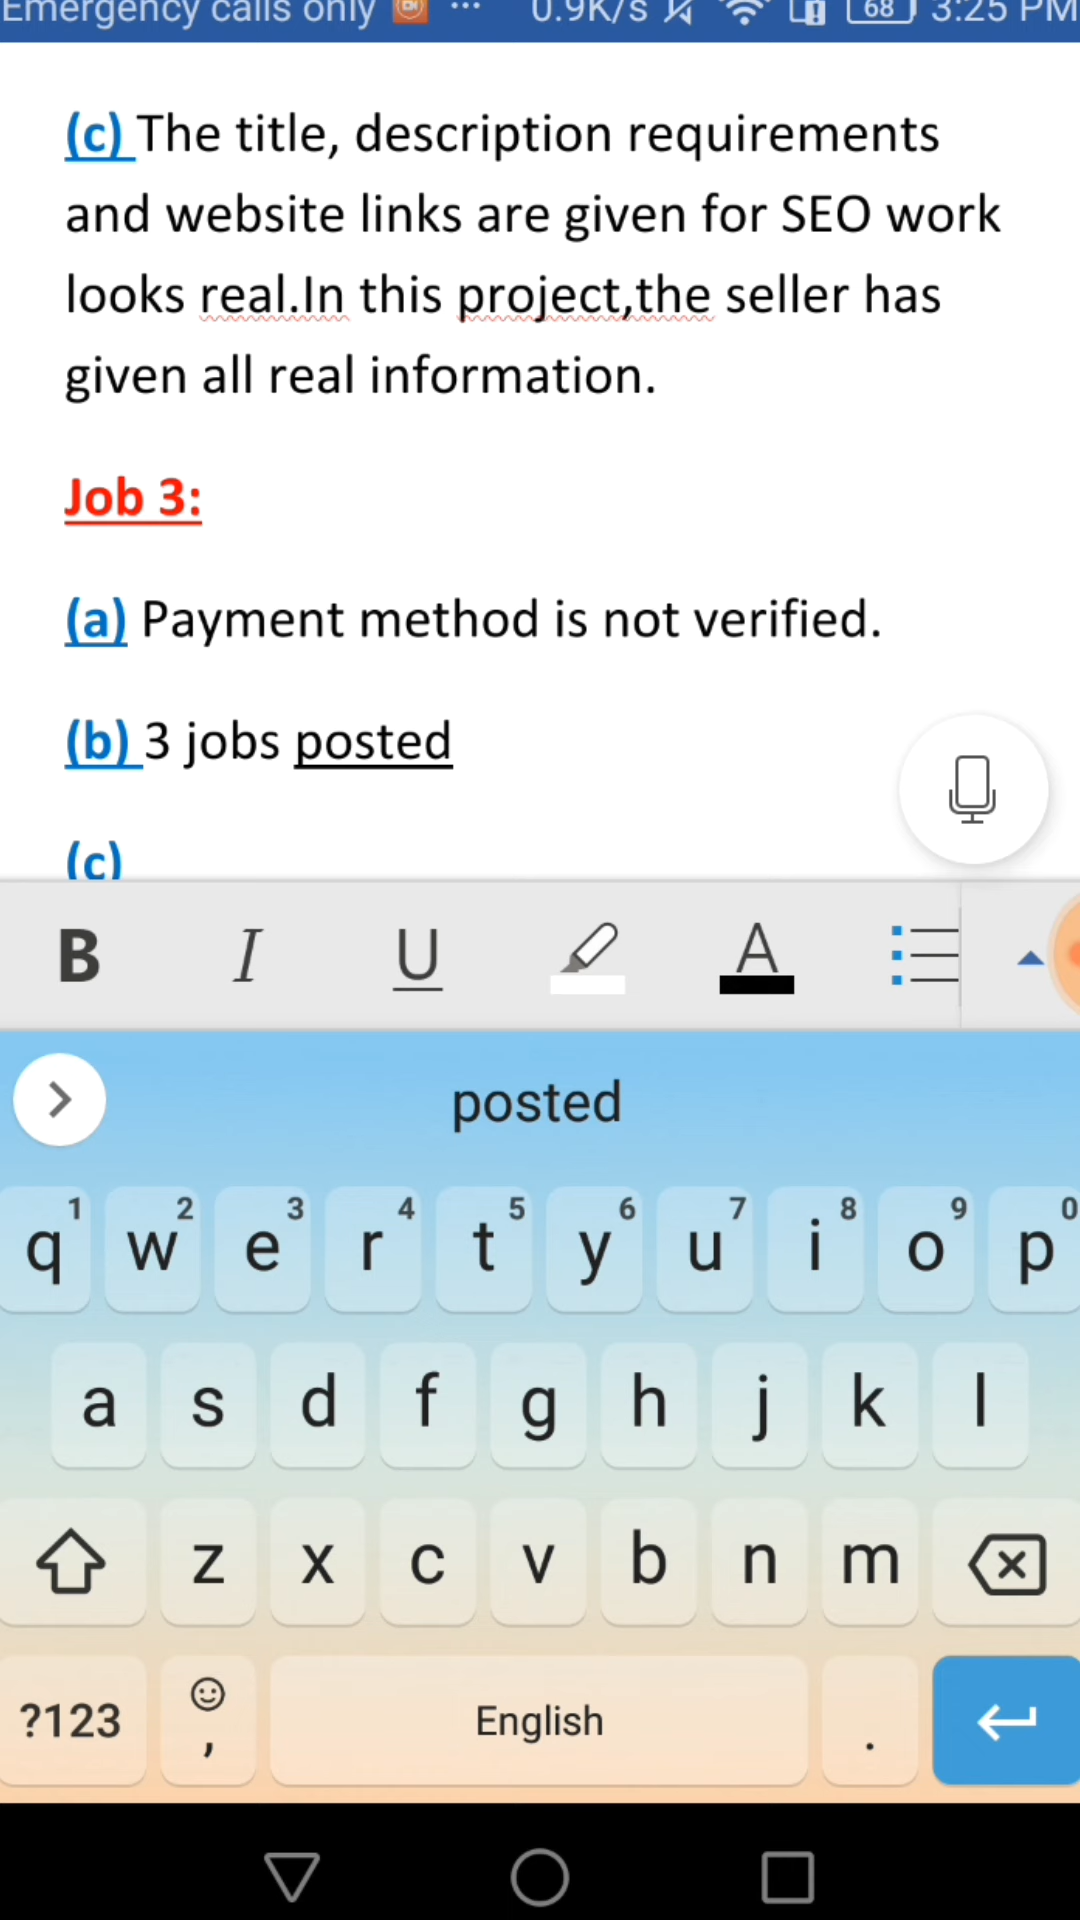 Emergency calls only ... 0.9K/s 68 3:25 PM
(c) The title, description requirements
and website links are given for SEO work
looks real.In this project,the seller has
given all real information.
Job 3:
(a) Payment method is not verified.
(b) 3 jobs posted
(c)
B I U A
posted
1 2 3 4 5 6 7 8 9 0
q w e r t y u i o p
a s d f g h j k l
z x c v b n m
?123 , English .